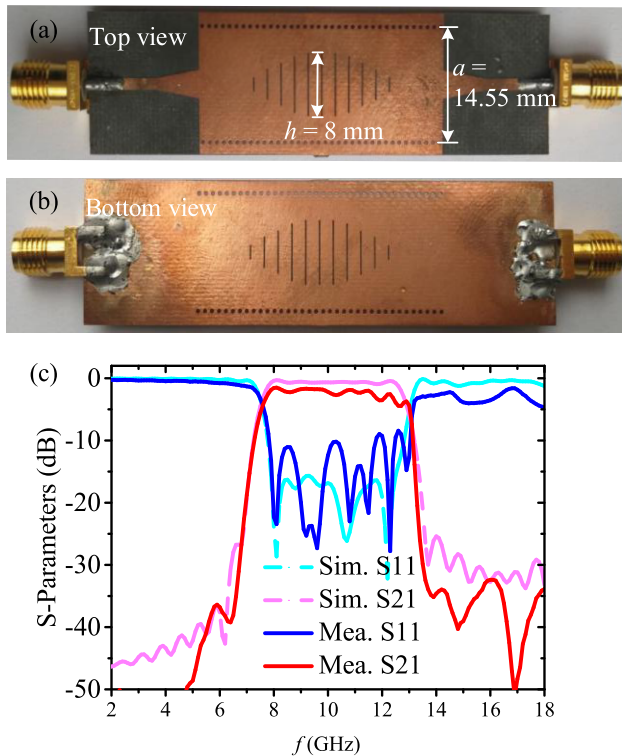 (a)
Top view
a =
14.55 mm
h = 8 mm
(b)
Bottom view
(c)
0
-10
-20
-30
-40
-50
S-Parameters (dB)
Sim. S11
Sim. S21
Mea. S11
Mea. S21
2 4 6 8 10 12 14 16 18
f (GHz)